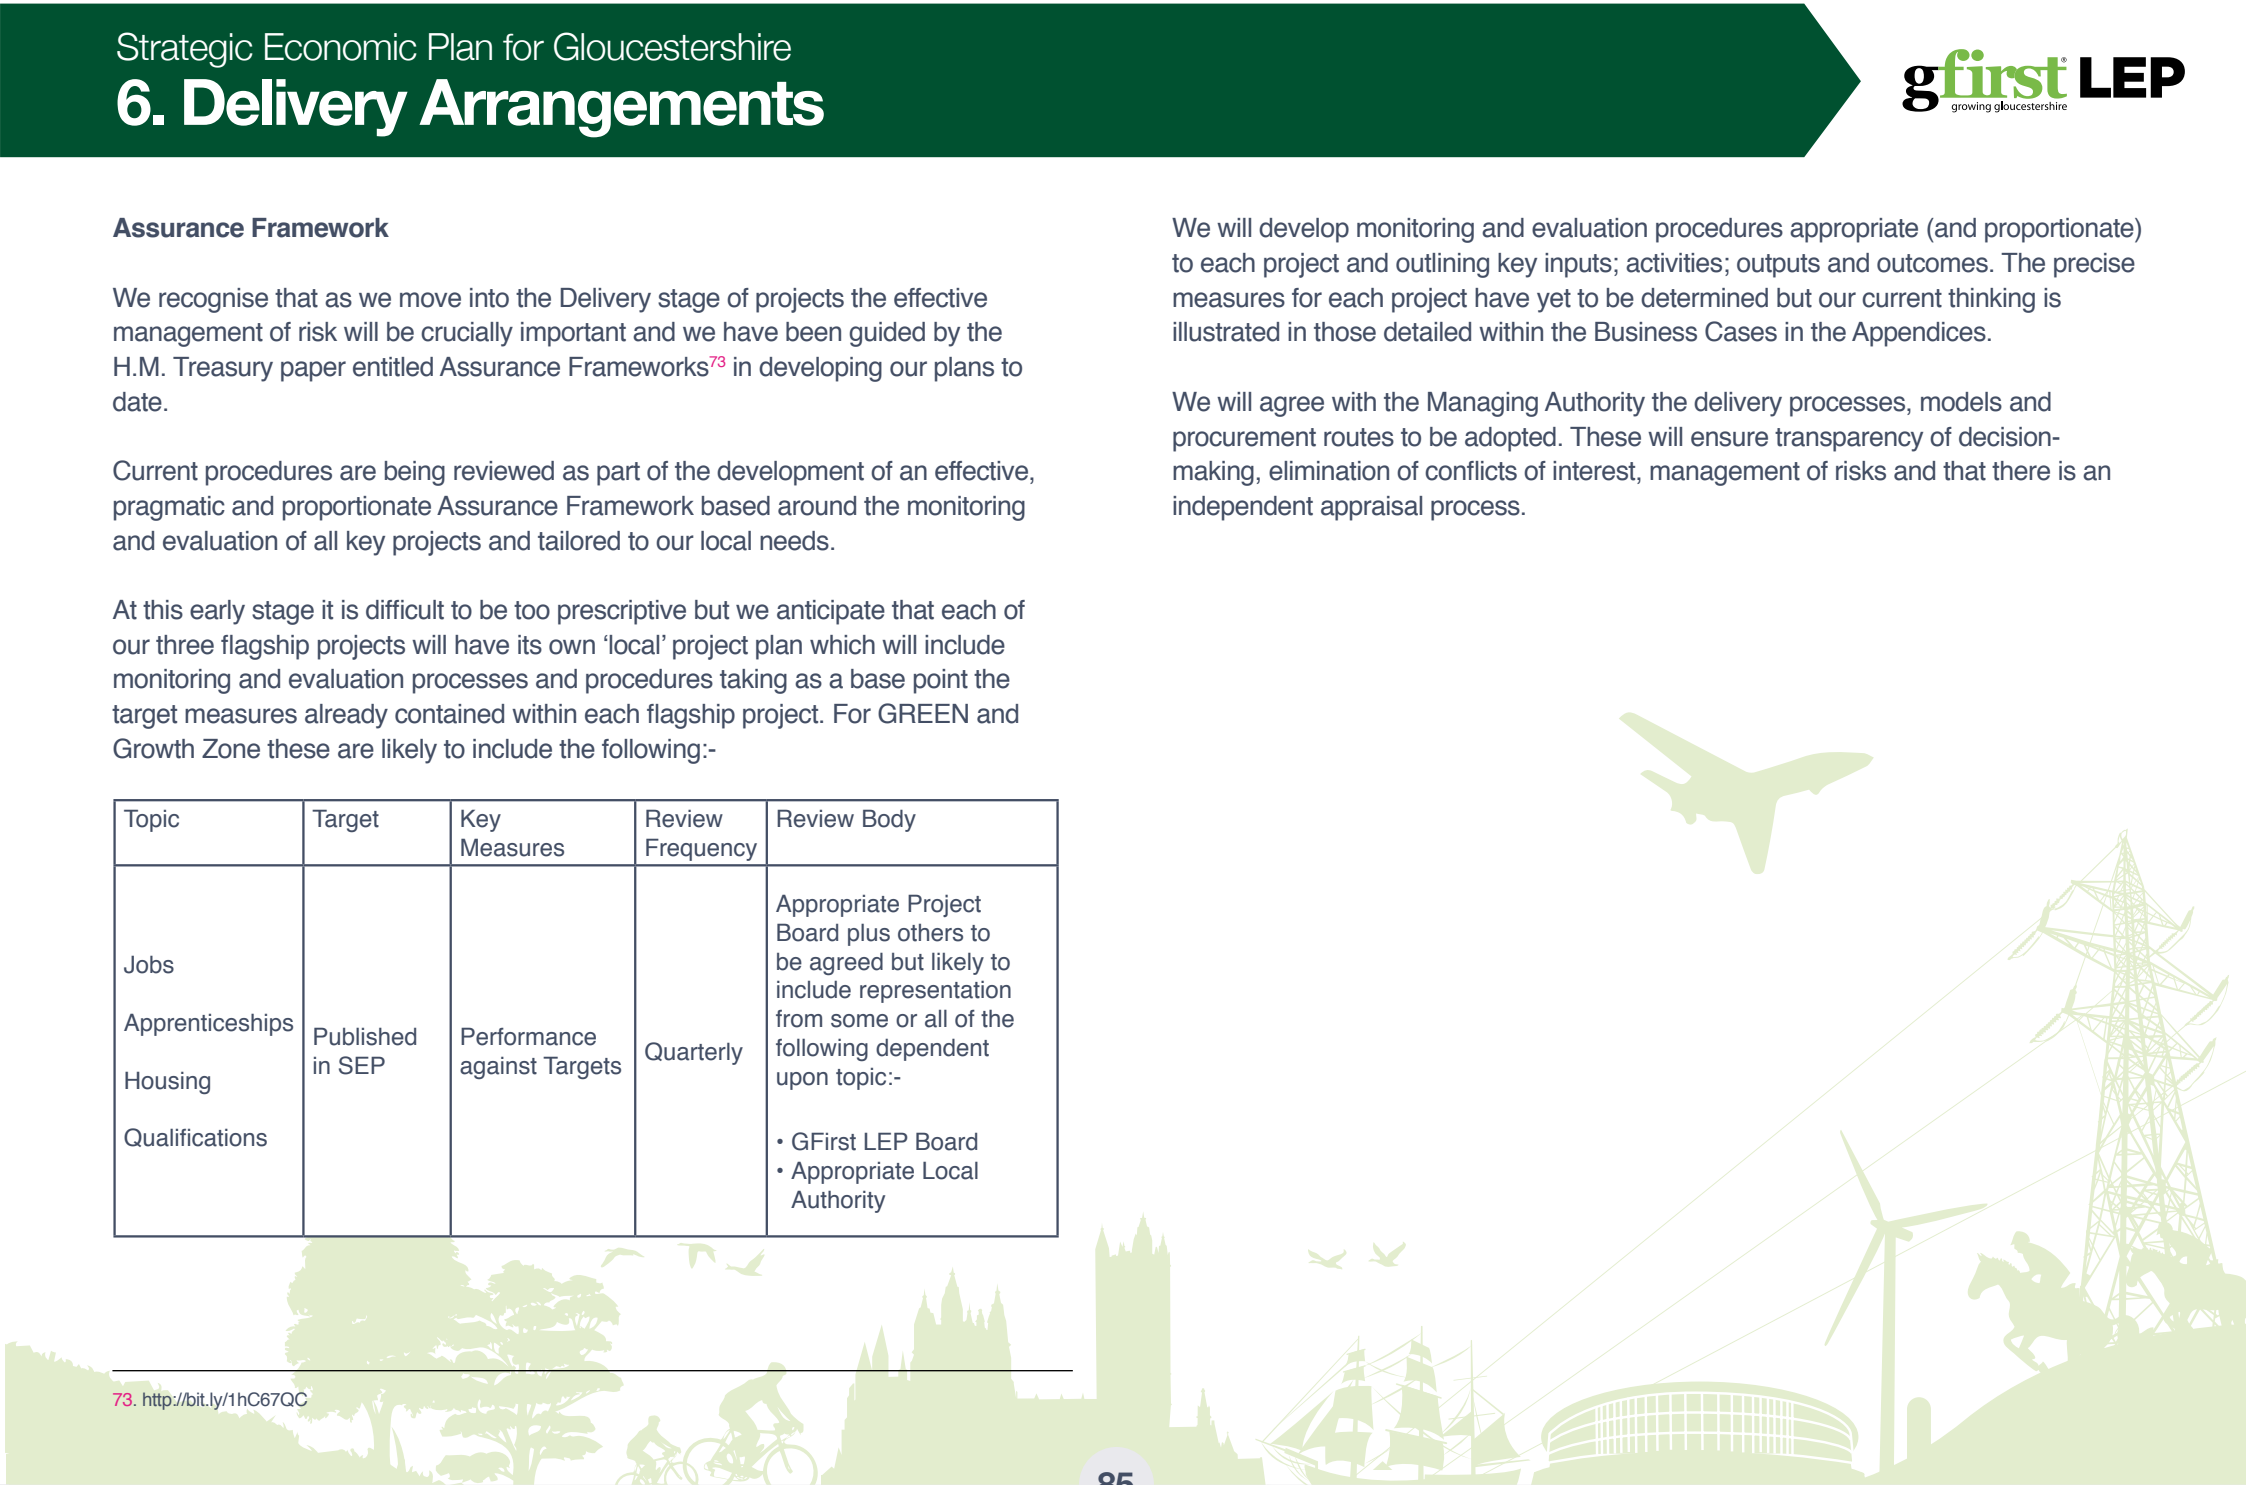 Strategic Economic Plan for Gloucestershire
6. Delivery Arrangements
gfirst® LEP
growing gloucestershire
Assurance Framework
We recognise that as we move into the Delivery stage of projects the effective
management of risk will be crucially important and we have been guided by the
H.M. Treasury paper entitled Assurance Frameworks73 in developing our plans to
date.
Current procedures are being reviewed as part of the development of an effective,
pragmatic and proportionate Assurance Framework based around the monitoring
and evaluation of all key projects and tailored to our local needs.
At this early stage it is difficult to be too prescriptive but we anticipate that each of
our three flagship projects will have its own ‘local’ project plan which will include
monitoring and evaluation processes and procedures taking as a base point the
target measures already contained within each flagship project. For GREEN and
Growth Zone these are likely to include the following:-
Topic
Target
Key
Measures
Review
Frequency
Review Body
Jobs
Apprenticeships
Housing
Qualifications
Published
in SEP
Performance
against Targets
Quarterly
Appropriate Project
Board plus others to
be agreed but likely to
include representation
from some or all of the
following dependent
upon topic:-
• GFirst LEP Board
• Appropriate Local
Authority
73. http://bit.ly/1hC67QC
We will develop monitoring and evaluation procedures appropriate (and proportionate)
to each project and outlining key inputs; activities; outputs and outcomes. The precise
measures for each project have yet to be determined but our current thinking is
illustrated in those detailed within the Business Cases in the Appendices.
We will agree with the Managing Authority the delivery processes, models and
procurement routes to be adopted. These will ensure transparency of decision-
making, elimination of conflicts of interest, management of risks and that there is an
independent appraisal process.
85